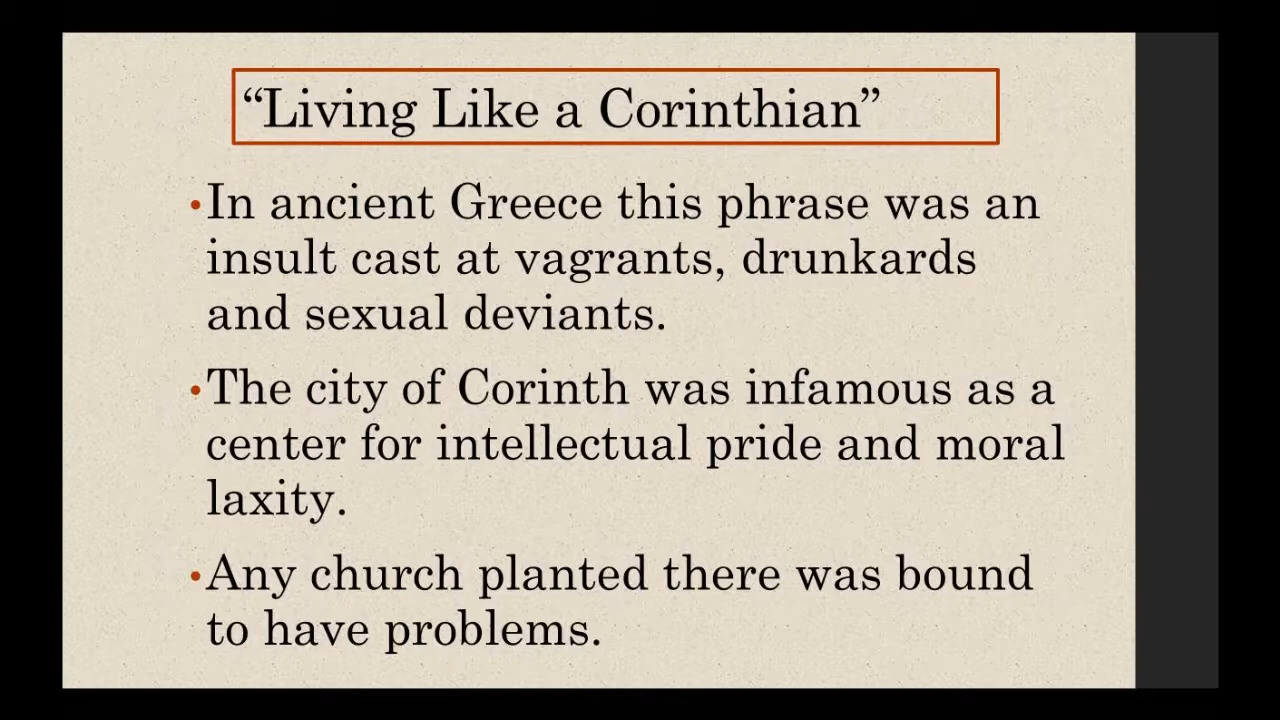 “Living Like a Corinthian”
•In ancient Greece this phrase was an
insult cast at vagrants, drunkards
and sexual deviants.
•The city of Corinth was infamous as a
center for intellectual pride and moral
laxity.
•Any church planted there was bound
to have problems.